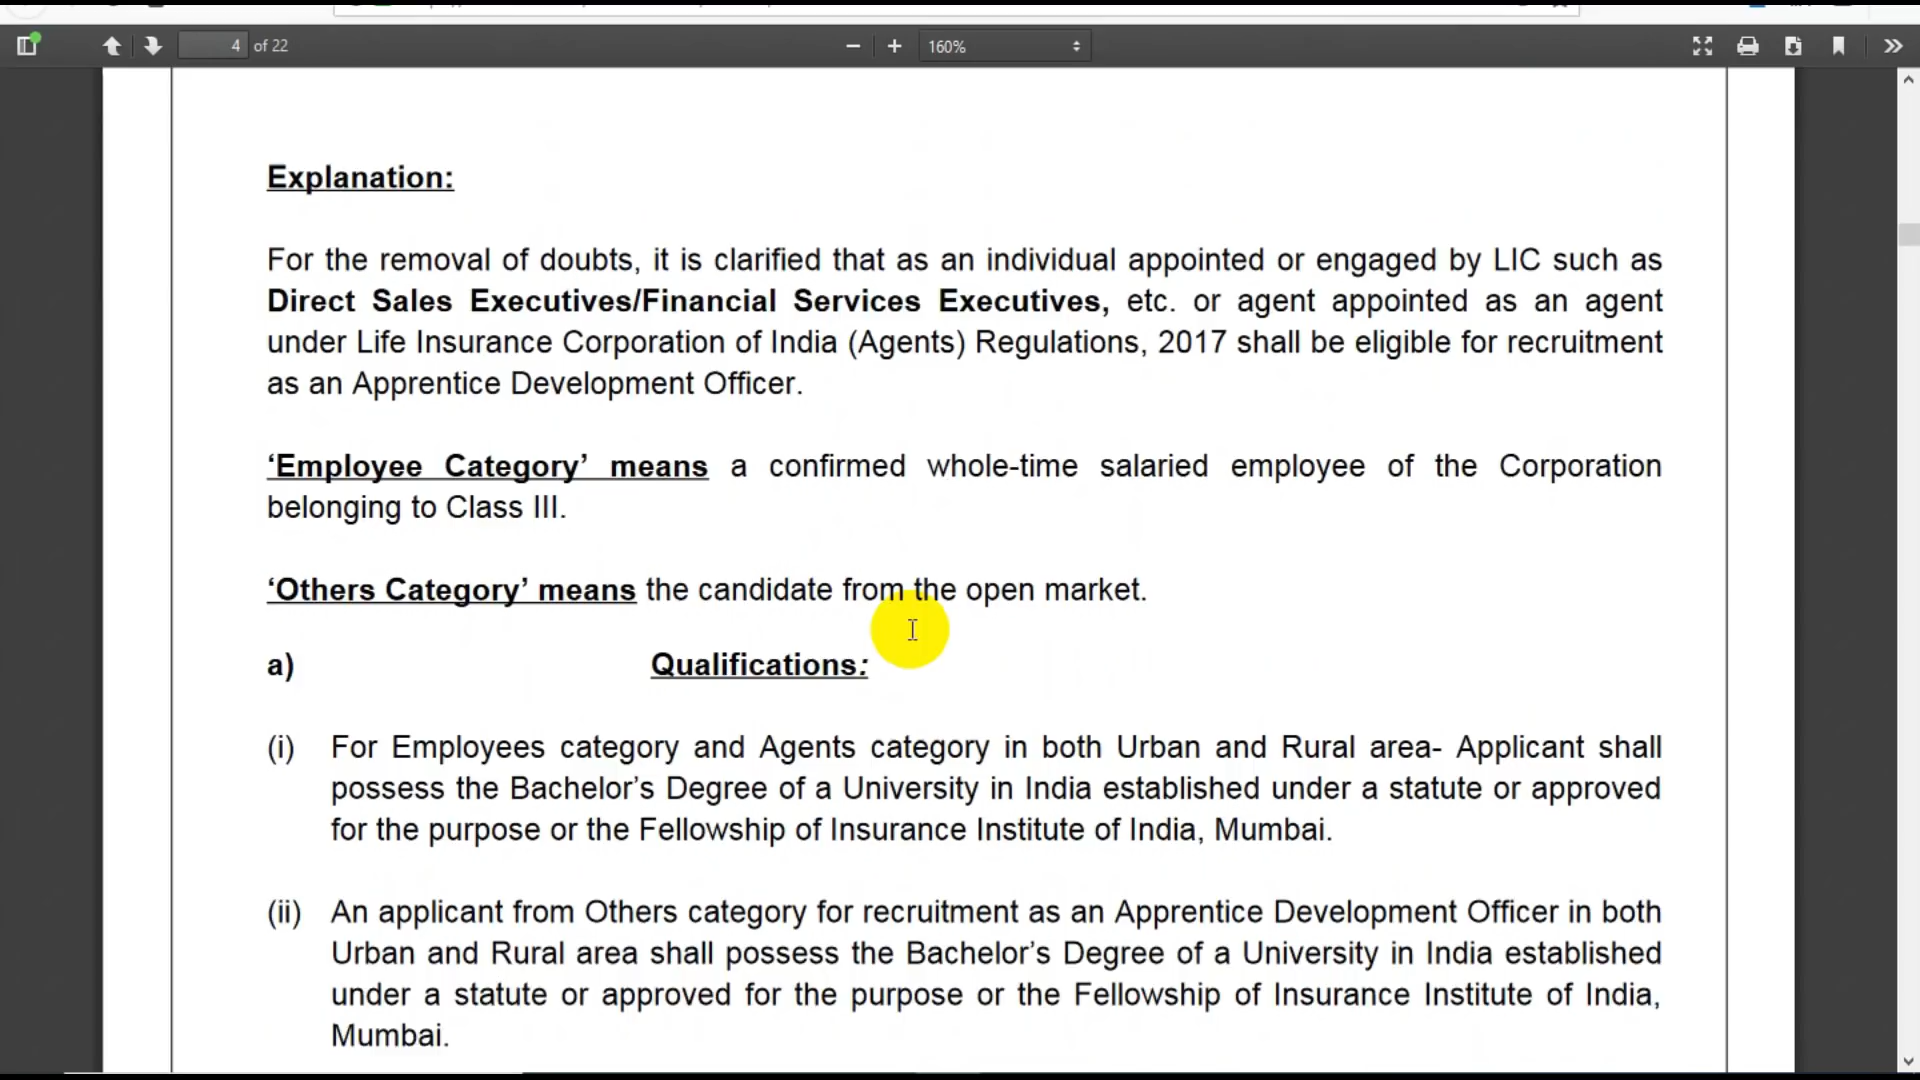 4 of 22
160%
Explanation:
For the removal of doubts, it is clarified that as an individual appointed or engaged by LIC such as
Direct Sales Executives/Financial Services Executives, etc. or agent appointed as an agent
under Life Insurance Corporation of India (Agents) Regulations, 2017 shall be eligible for recruitment
as an Apprentice Development Officer.
‘Employee Category’ means a confirmed whole-time salaried employee of the Corporation
belonging to Class III.
‘Others Category’ means the candidate from the open market.
a) Qualifications:
(i) For Employees category and Agents category in both Urban and Rural area- Applicant shall
possess the Bachelor’s Degree of a University in India established under a statute or approved
for the purpose or the Fellowship of Insurance Institute of India, Mumbai.
(ii) An applicant from Others category for recruitment as an Apprentice Development Officer in both
Urban and Rural area shall possess the Bachelor’s Degree of a University in India established
under a statute or approved for the purpose or the Fellowship of Insurance Institute of India,
Mumbai.